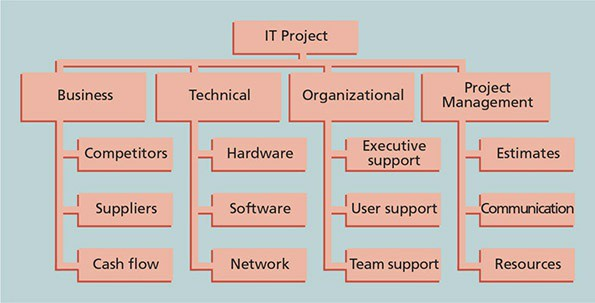 IT Project
Business
Technical
Organizational
Project
Management
Competitors
Hardware
Executive
support
Estimates
Suppliers
Software
User support
Communication
Cash flow
Network
Team support
Resources